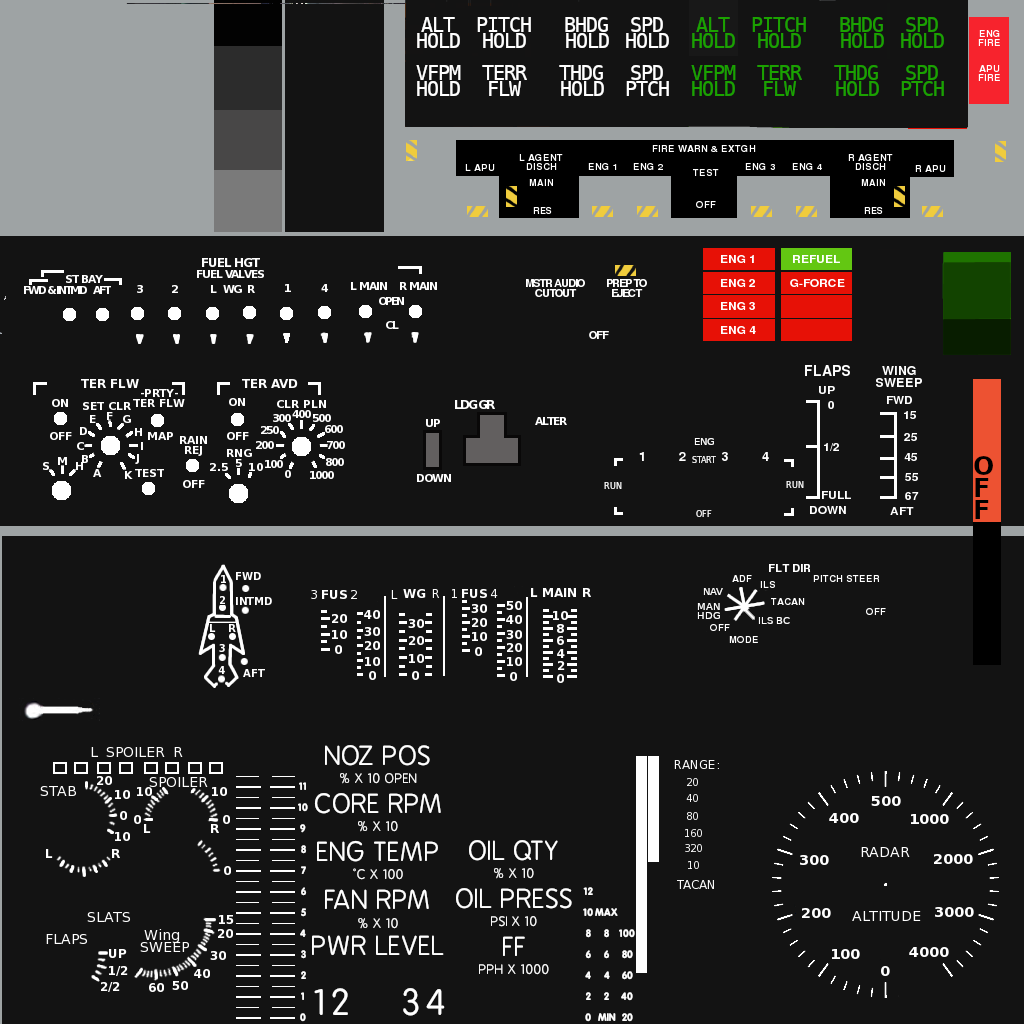 ALT PITCH BHDG SPD ALT PITCH BHDG SPD
HOLD HOLD HOLD HOLD HOLD HOLD HOLD HOLD
VFPM TERR THDG SPD VFPM TERR THDG SPD
HOLD FLW HOLD PTCH HOLD FLW HOLD PTCH
ENG
FIRE
APU
FIRE
FIRE WARN & EXTGH
L APU
L AGENT
DISCH
MAIN
RES
ENG 1 ENG 2
TEST
OFF
ENG 3 ENG 4
R AGENT
DISCH
MAIN
RES
R APU
FUEL HGT
FUEL VALVES
ST BAY
FWD & INTMD AFT 3 2 L WG R 1 4 L MAIN R MAIN
OPEN
CL
MSTR AUDIO
CUTOUT
PREP TO
EJECT
OFF
ENG 1 REFUEL
ENG 2 G-FORCE
ENG 3
ENG 4
TER FLW
-PRTY-
ON
OFF
SET CLR
A B C D E F G H I J K
TER FLW
MAP
S M H
TEST
RAIN
REJ
OFF
TER AVD
ON
OFF
CLR PLN
0 100 200 250 300 400 500 600 700 800 1000
RNG
2.5 5 10
UP
DOWN
LDG GR
ALTER
ENG
1 2 START 3 4
RUN RUN
OFF
FLAPS
UP
0
1/2
FULL
DOWN
WING
SWEEP
FWD
15
25
45
55
67
AFT
OFF
1
2
L R
3
4
FWD
INTMD
AFT
3 FUS 2 L WG R 1 FUS 4 L MAIN R
20
10
0
40
30
20
10
0
30
20
10
0
30
20
10
0
50
40
30
20
10
0
10
8
6
4
2
0
FLT DIR
ADF ILS PITCH STEER
NAV
MAN
HDG
OFF
TACAN
ILS BC
MODE
OFF
L SPOILER R
STAB
20
10
0
10
L R
SPOILER
10 10
0 0
L R
0
SLATS
FLAPS
UP
1/2
2/2
Wing
SWEEP
15
20
30
40
50
60
11
10
9
8
7
6
5
4
3
2
1
0
NOZ POS
% X 10 OPEN
CORE RPM
% X 10
ENG TEMP
°C X 100
FAN RPM
% X 10
PWR LEVEL
12 34
OIL QTY
% X 10
OIL PRESS
PSI X 10
FF
PPH X 1000
12
10 MAX
8 8 100
6 6 80
4 4 60
2 2 40
0 MIN 20
RANGE:
20
40
80
160
320
10
TACAN
500
400 1000
300 RADAR 2000
200 ALTITUDE 3000
100 4000
0